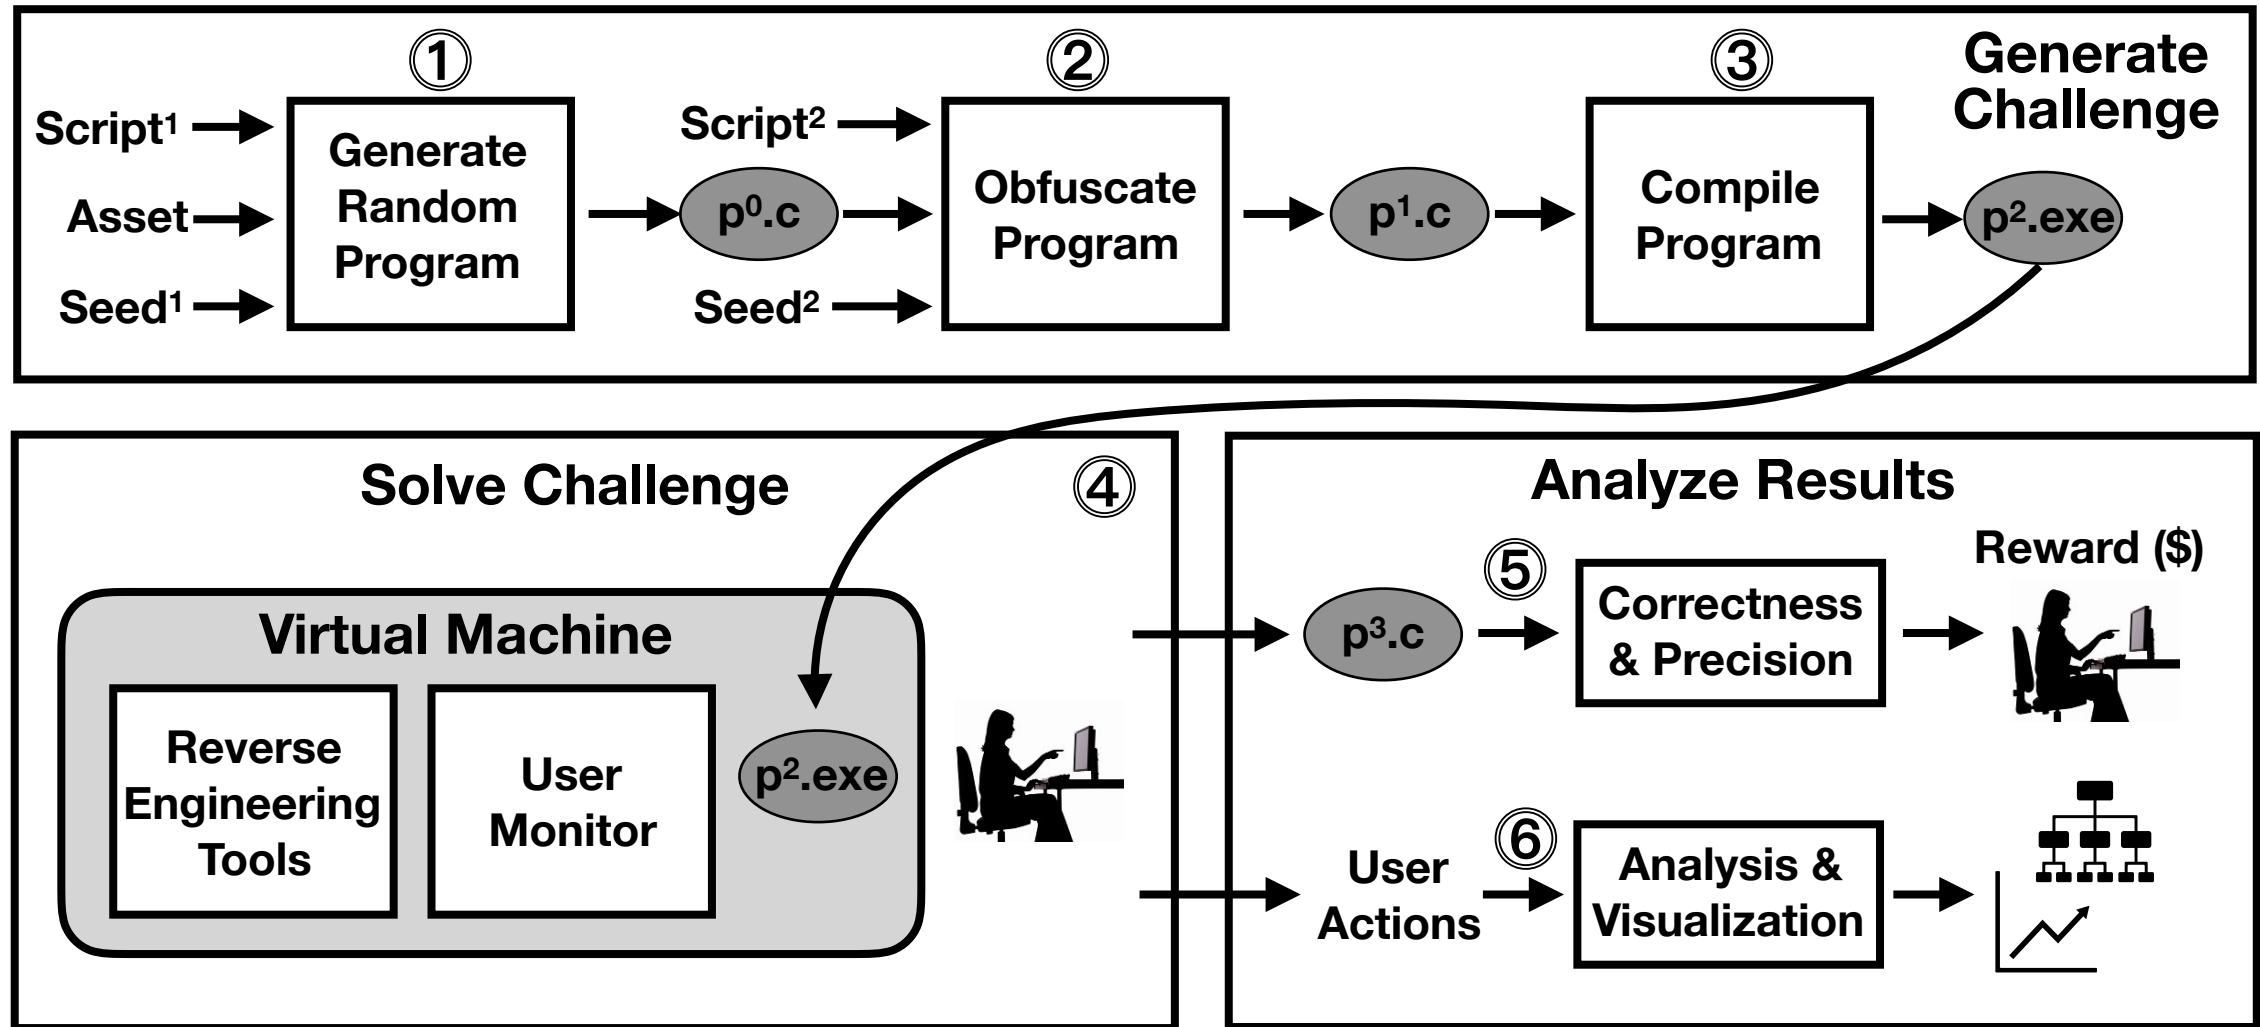 ①
②
③
Generate
Challenge
Script¹
Asset
Seed¹
Generate
Random
Program
Script²
p⁰.c
Seed²
Obfuscate
Program
p¹.c
Compile
Program
p².exe
Solve Challenge
④
Virtual Machine
Reverse
Engineering
Tools
User
Monitor
p².exe
Analyze Results
p³.c
⑤
Correctness
& Precision
Reward ($)
User
Actions
⑥
Analysis &
Visualization